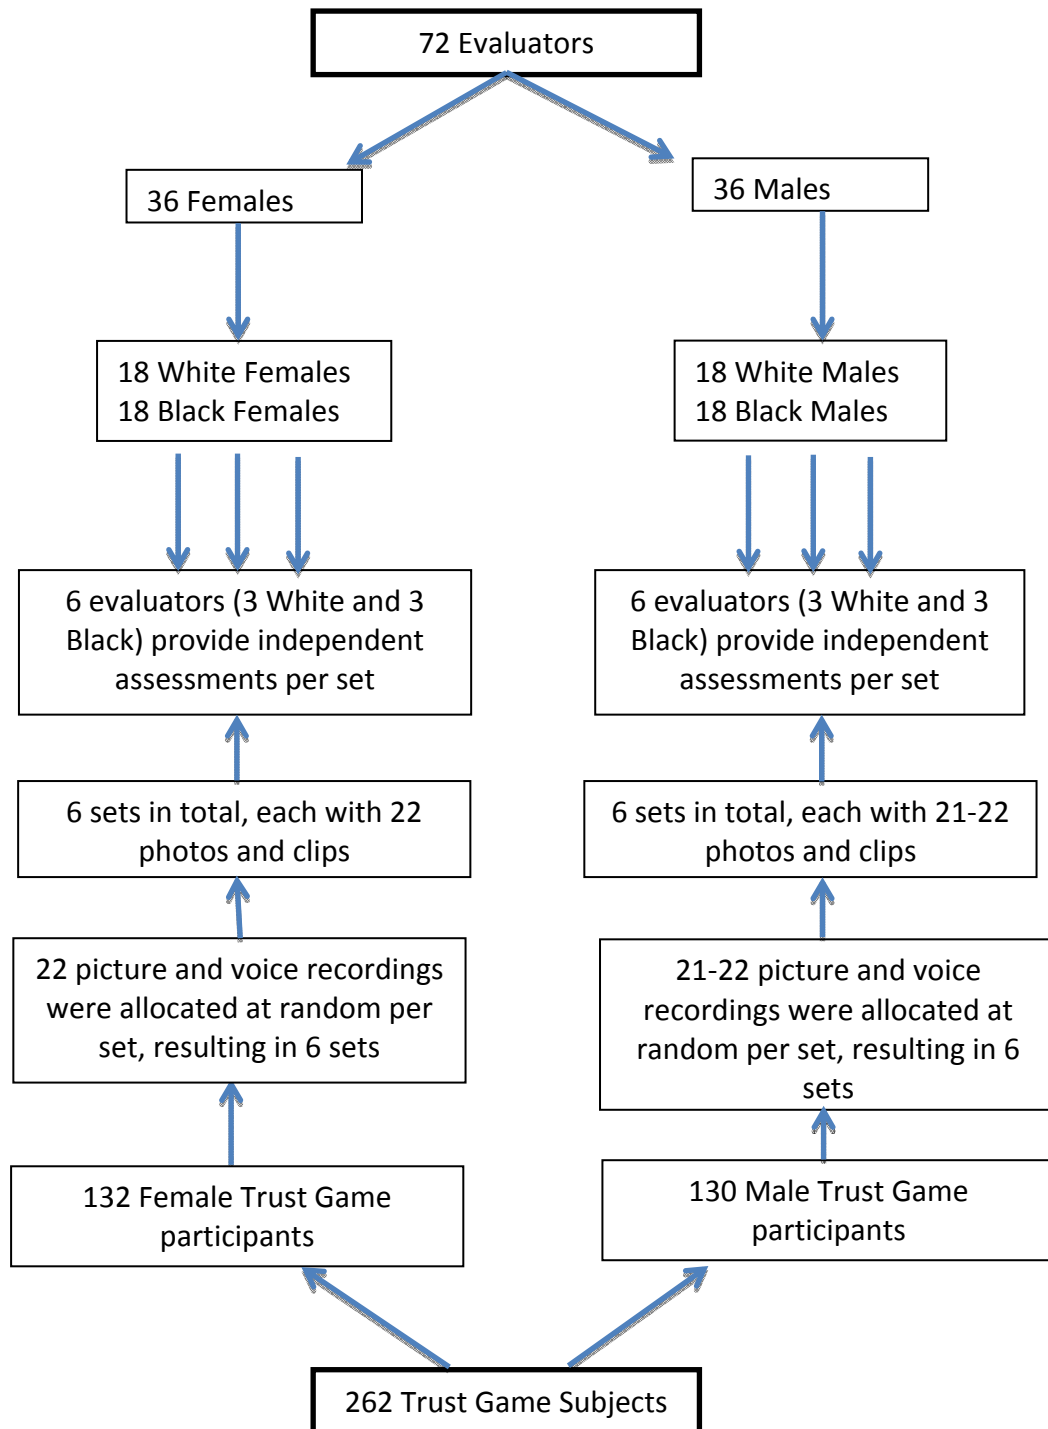 72 Evaluators
36 Females
36 Males
18 White Females
18 Black Females
18 White Males
18 Black Males
6 evaluators (3 White and 3
Black) provide independent
assessments per set
6 evaluators (3 White and 3
Black) provide independent
assessments per set
6 sets in total, each with 22
photos and clips
6 sets in total, each with 21-22
photos and clips
22 picture and voice recordings
were allocated at random per
set, resulting in 6 sets
21-22 picture and voice
recordings were allocated at
random per set, resulting in 6
sets
132 Female Trust Game
participants
130 Male Trust Game
participants
262 Trust Game Subjects